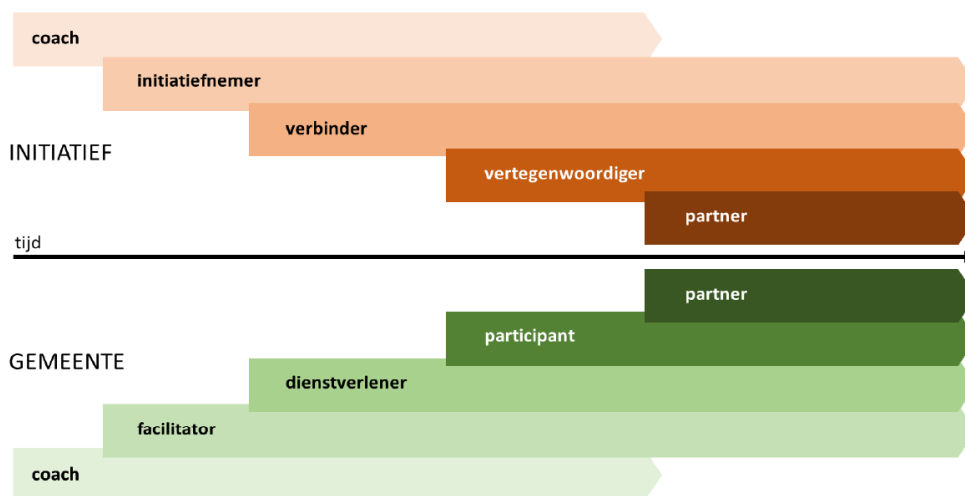 coach
initiatiefnemer
verbinder
INITIATIEF
vertegenwoordiger
partner
tijd
partner
participant
GEMEENTE
dienstverlener
facilitator
coach